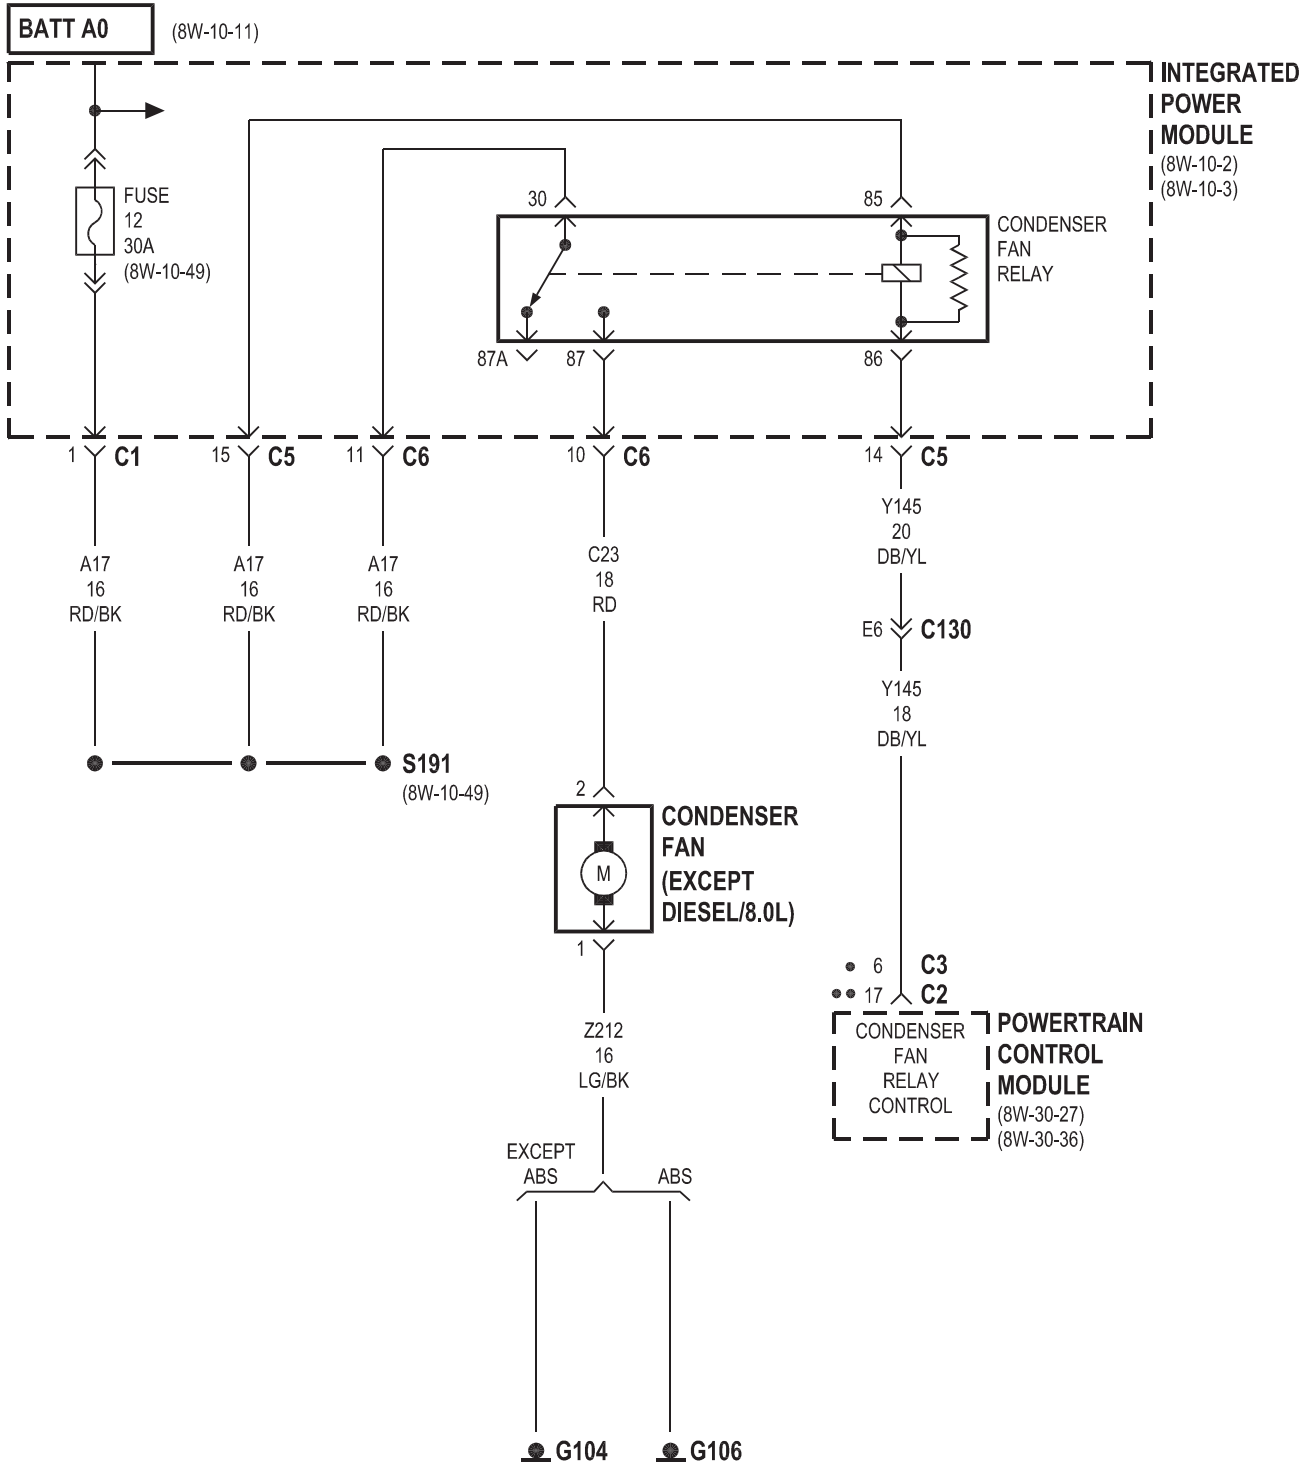 BATT A0
(8W-10-11)
INTEGRATED
POWER
MODULE
(8W-10-2)
(8W-10-3)
FUSE
12
30A
(8W-10-49)
30
85
CONDENSER
FAN
RELAY
87A
87
86
1
C1
15
C5
11
C6
10
C6
14
C5
A17
16
RD/BK
A17
16
RD/BK
A17
16
RD/BK
C23
18
RD
Y145
20
DB/YL
E6
C130
Y145
18
DB/YL
S191
(8W-10-49)
2
CONDENSER
FAN
(EXCEPT
DIESEL/8.0L)
M
1
6
C3
17
C2
CONDENSER
FAN
RELAY
CONTROL
POWERTRAIN
CONTROL
MODULE
(8W-30-27)
(8W-30-36)
Z212
16
LG/BK
EXCEPT
ABS
ABS
G104
G106